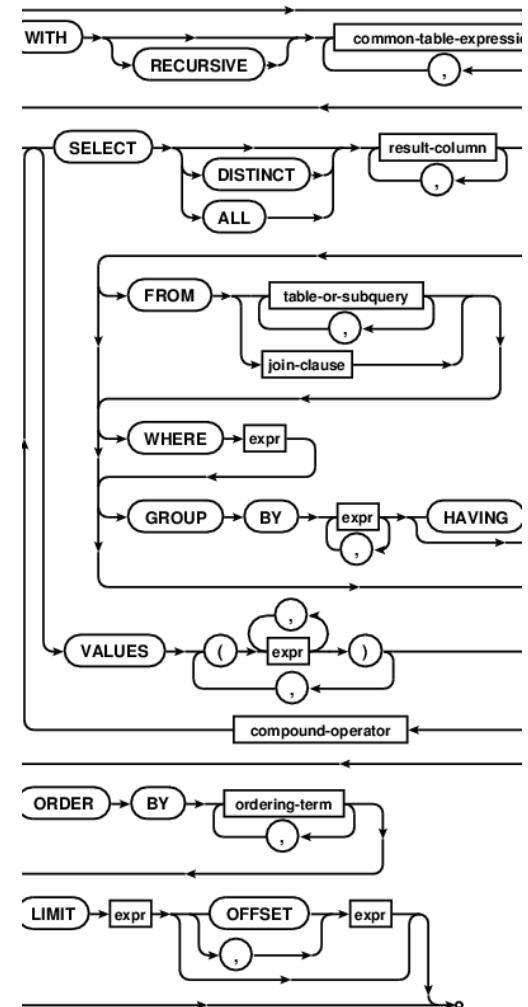 WITH
RECURSIVE
common-table-expressi
,
SELECT
DISTINCT
ALL
result-column
,
FROM
table-or-subquery
,
join-clause
WHERE expr
GROUP BY expr HAVING
,
,
VALUES ( expr )
,
compound-operator
ORDER BY ordering-term
,
LIMIT expr OFFSET expr
,